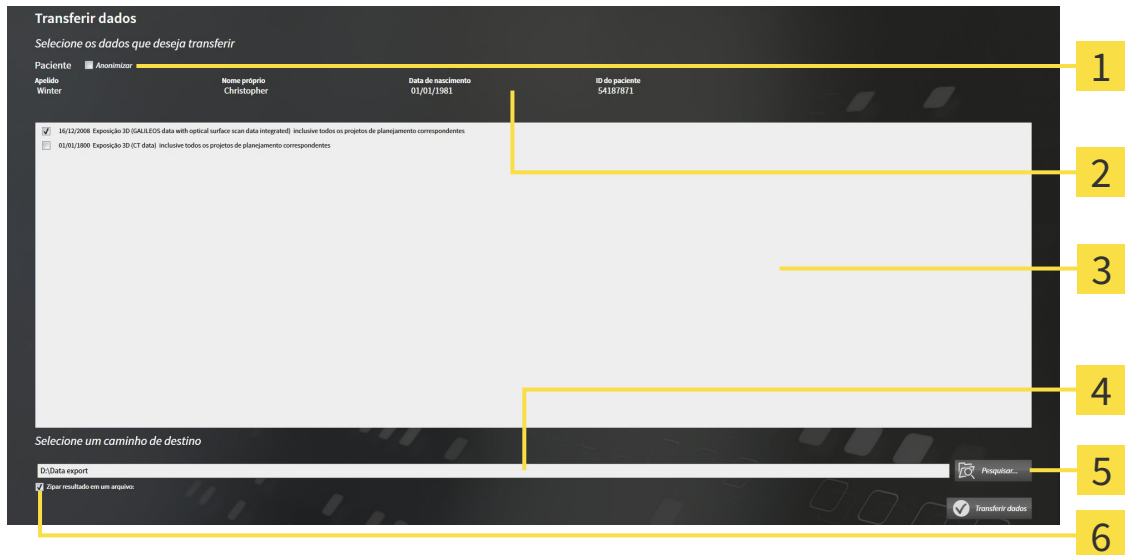 Transferir dados
Selecione os dados que deseja transferir
Paciente Anonimizar
Apelido Nome próprio Data de nascimento ID do paciente
Winter Christopher 01/01/1981 54187871
16/12/2008 Exposição 3D (GALILEOS data with optical surface scan data integrated) inclusive todos os projetos de planejamento correspondentes
01/01/1800 Exposição 3D (CT data) inclusive todos os projetos de planejamento correspondentes
Selecione um caminho de destino
D:\Data export
Pesquisar...
Zipar resultado em um arquivo:
Transferir dados
1
2
3
4
5
6